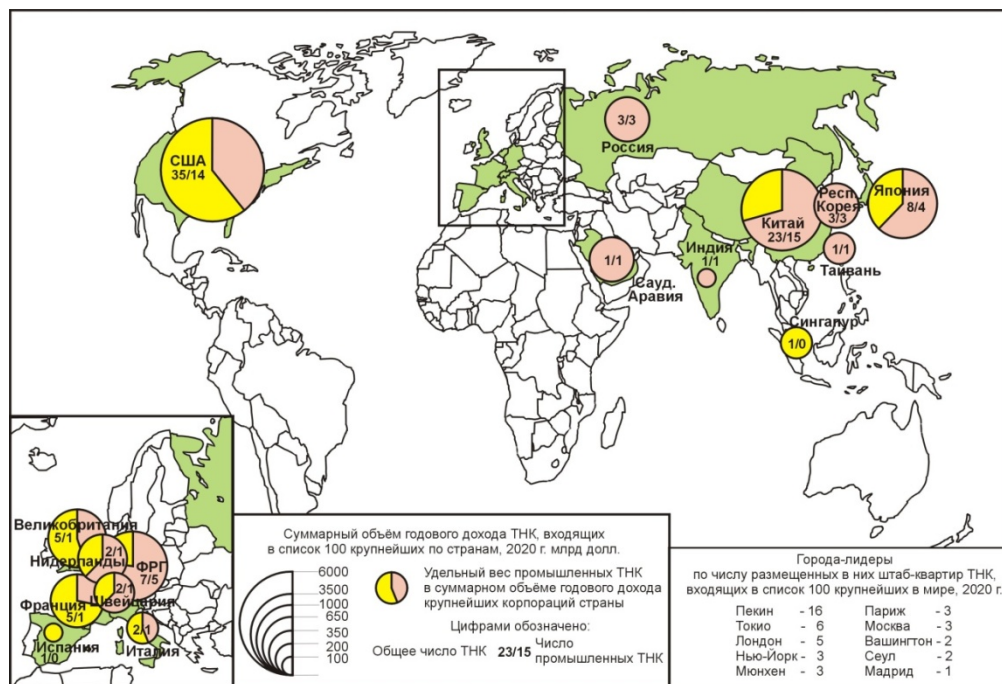 США
35/14
3/3
Россия
Китай
23/15
Респ.
Корея
3/3
Япония
8/4
Индия
1/1
1/1
Тайвань
1/1
Сауд.
Аравия
Сингапур
1/0
Великобритания
5/1
2/1
Нидерланды
ФРГ
7/5
2/1
Швейцария
Франция
5/1
Испания
1/0
2/1
Италия
Суммарный объём годового дохода ТНК, входящих
в список 100 крупнейших по странам, 2020 г. млрд долл.
6000
3500
1000
650
350
200
100
Удельный вес промышленных ТНК
в суммарном объёме годового дохода
крупнейших корпораций страны
Цифрами обозначено:
Общее число ТНК 23/15 Число
промышленных ТНК
Города-лидеры
по числу размещенных в них штаб-квартир ТНК,
входящих в список 100 крупнейших в мире, 2020 г.
Пекин - 16
Токио - 6
Лондон - 5
Нью-Йорк - 3
Мюнхен - 3
Париж - 3
Москва - 3
Вашингтон - 2
Сеул - 2
Мадрид - 1